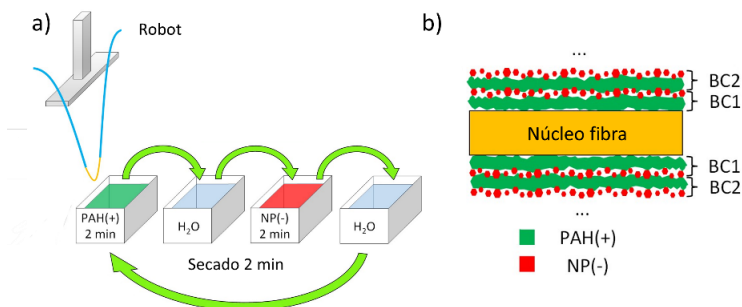 a)
Robot
PAH(+)
2 min
H₂O
NP(-)
2 min
H₂O
Secado 2 min
b)
...
BC2
BC1
Núcleo fibra
BC1
BC2
...
PAH(+)
NP(-)